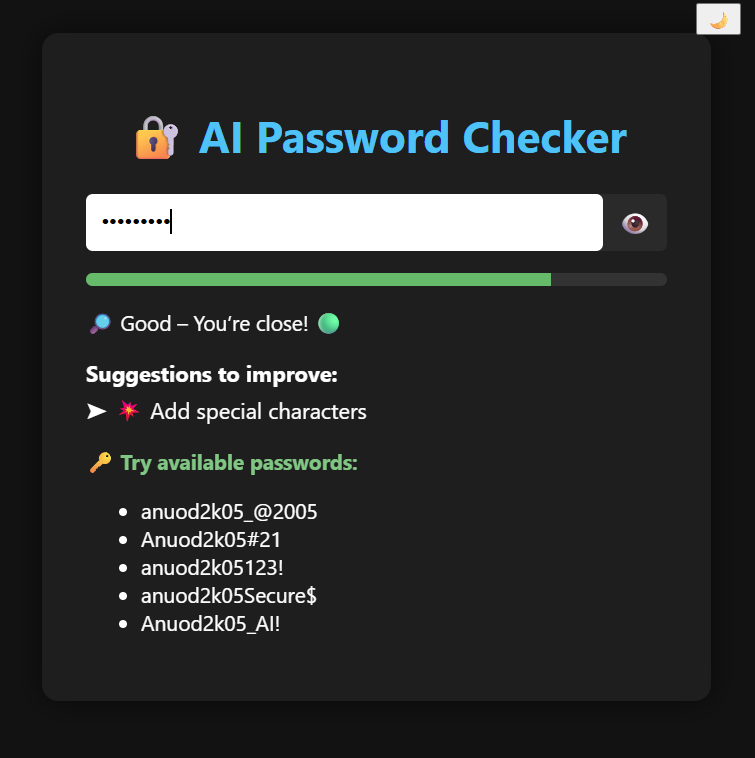 AI Password Checker
•••••••••
Good – You’re close!
Suggestions to improve:
➤ Add special characters
Try available passwords:
• anuod2k05_@2005
• Anuod2k05#21
• anuod2k05123!
• anuod2k05Secure$
• Anuod2k05_AI!